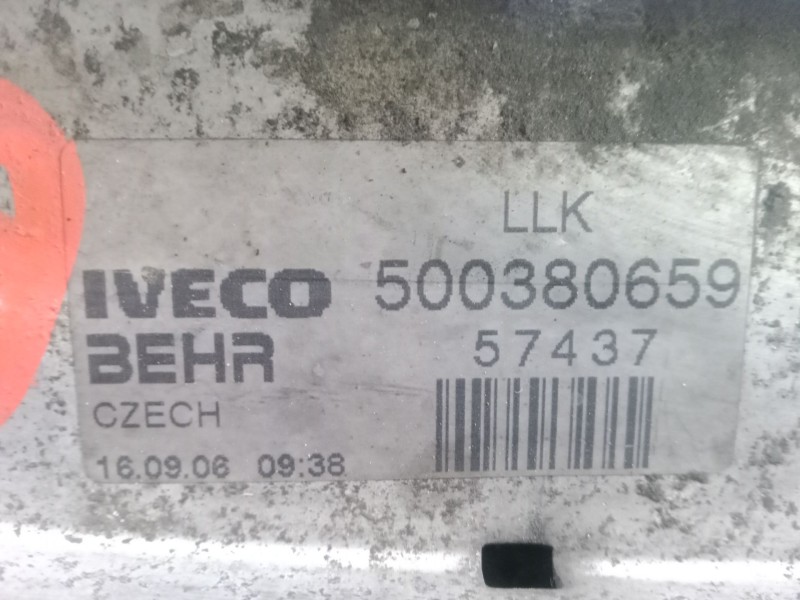 LLK
IVECO 500380659
BEHR 57437
CZECH
16.09.06 09:38